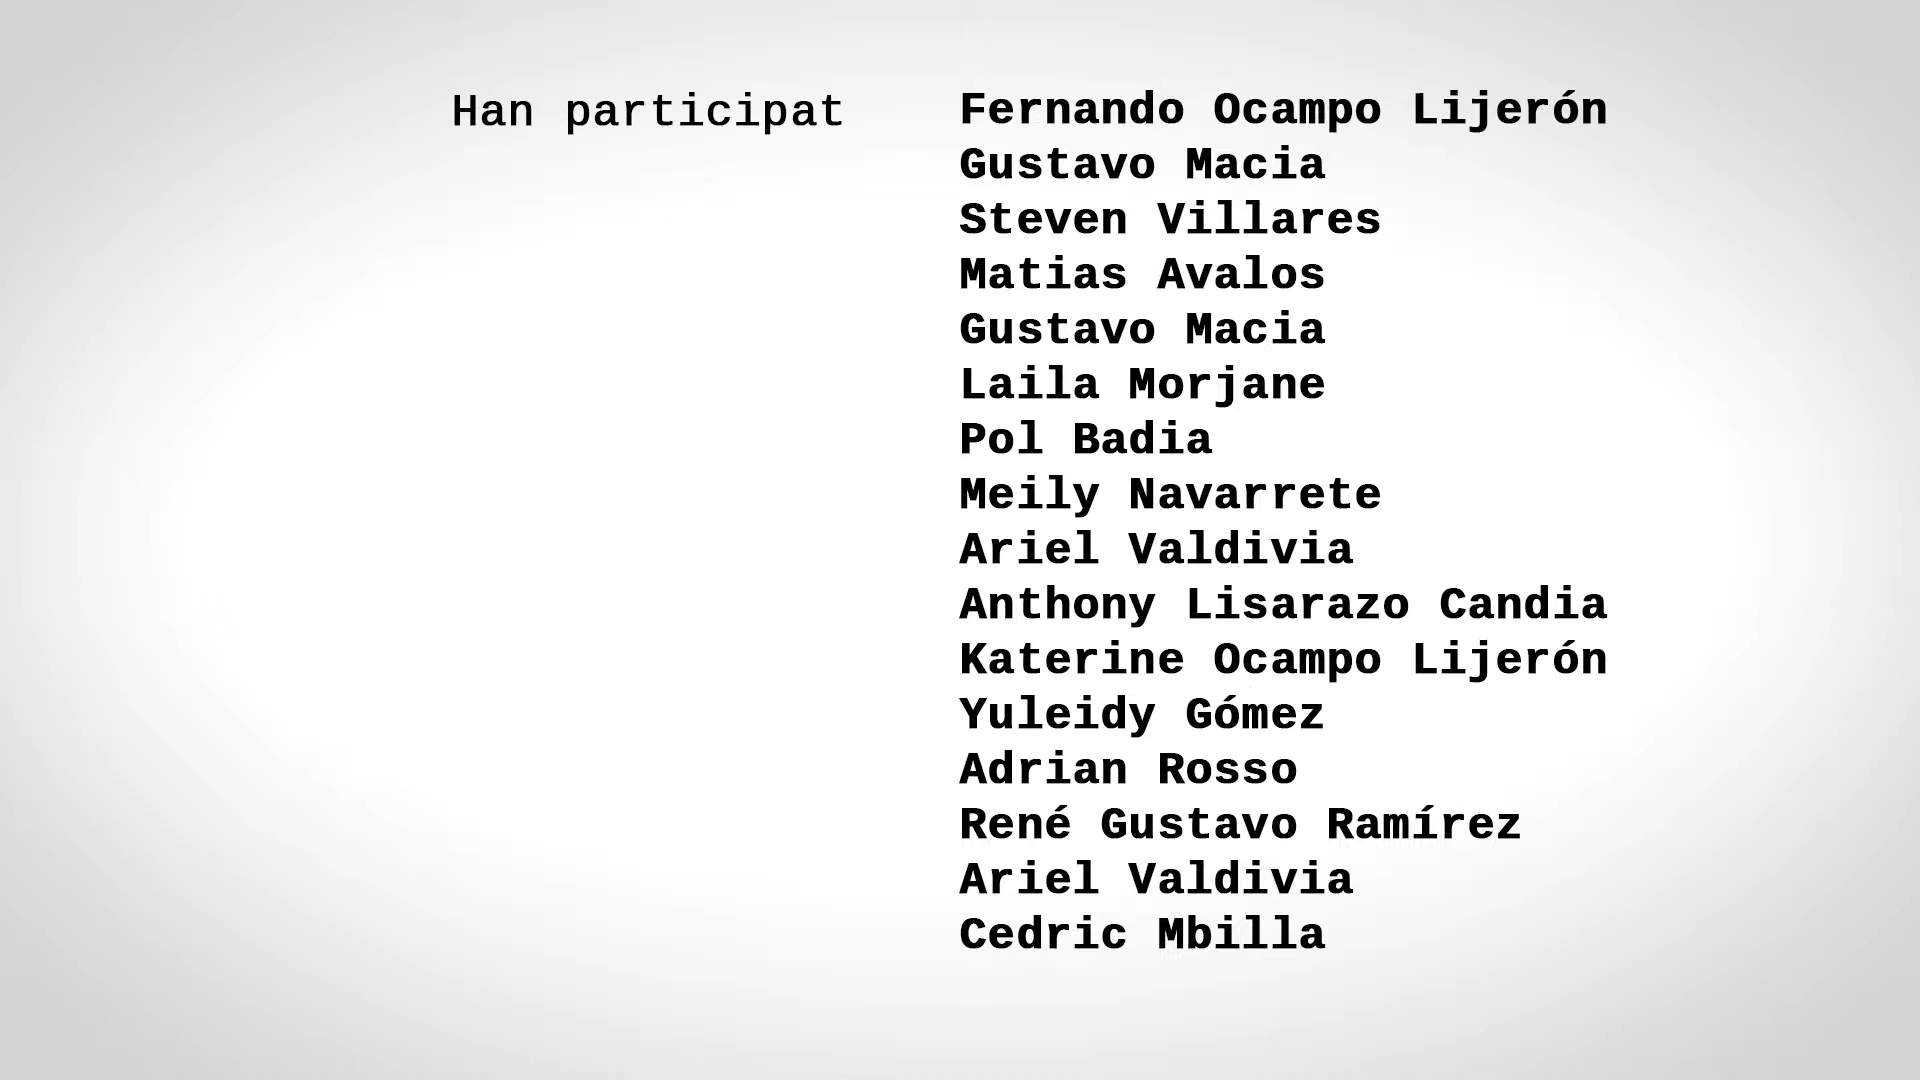 Han participat Fernando Ocampo Lijerón
Gustavo Macia
Steven Villares
Matias Avalos
Gustavo Macia
Laila Morjane
Pol Badia
Meily Navarrete
Ariel Valdivia
Anthony Lisarazo Candia
Katerine Ocampo Lijerón
Yuleidy Gómez
Adrian Rosso
René Gustavo Ramírez
Ariel Valdivia
Cedric Mbilla